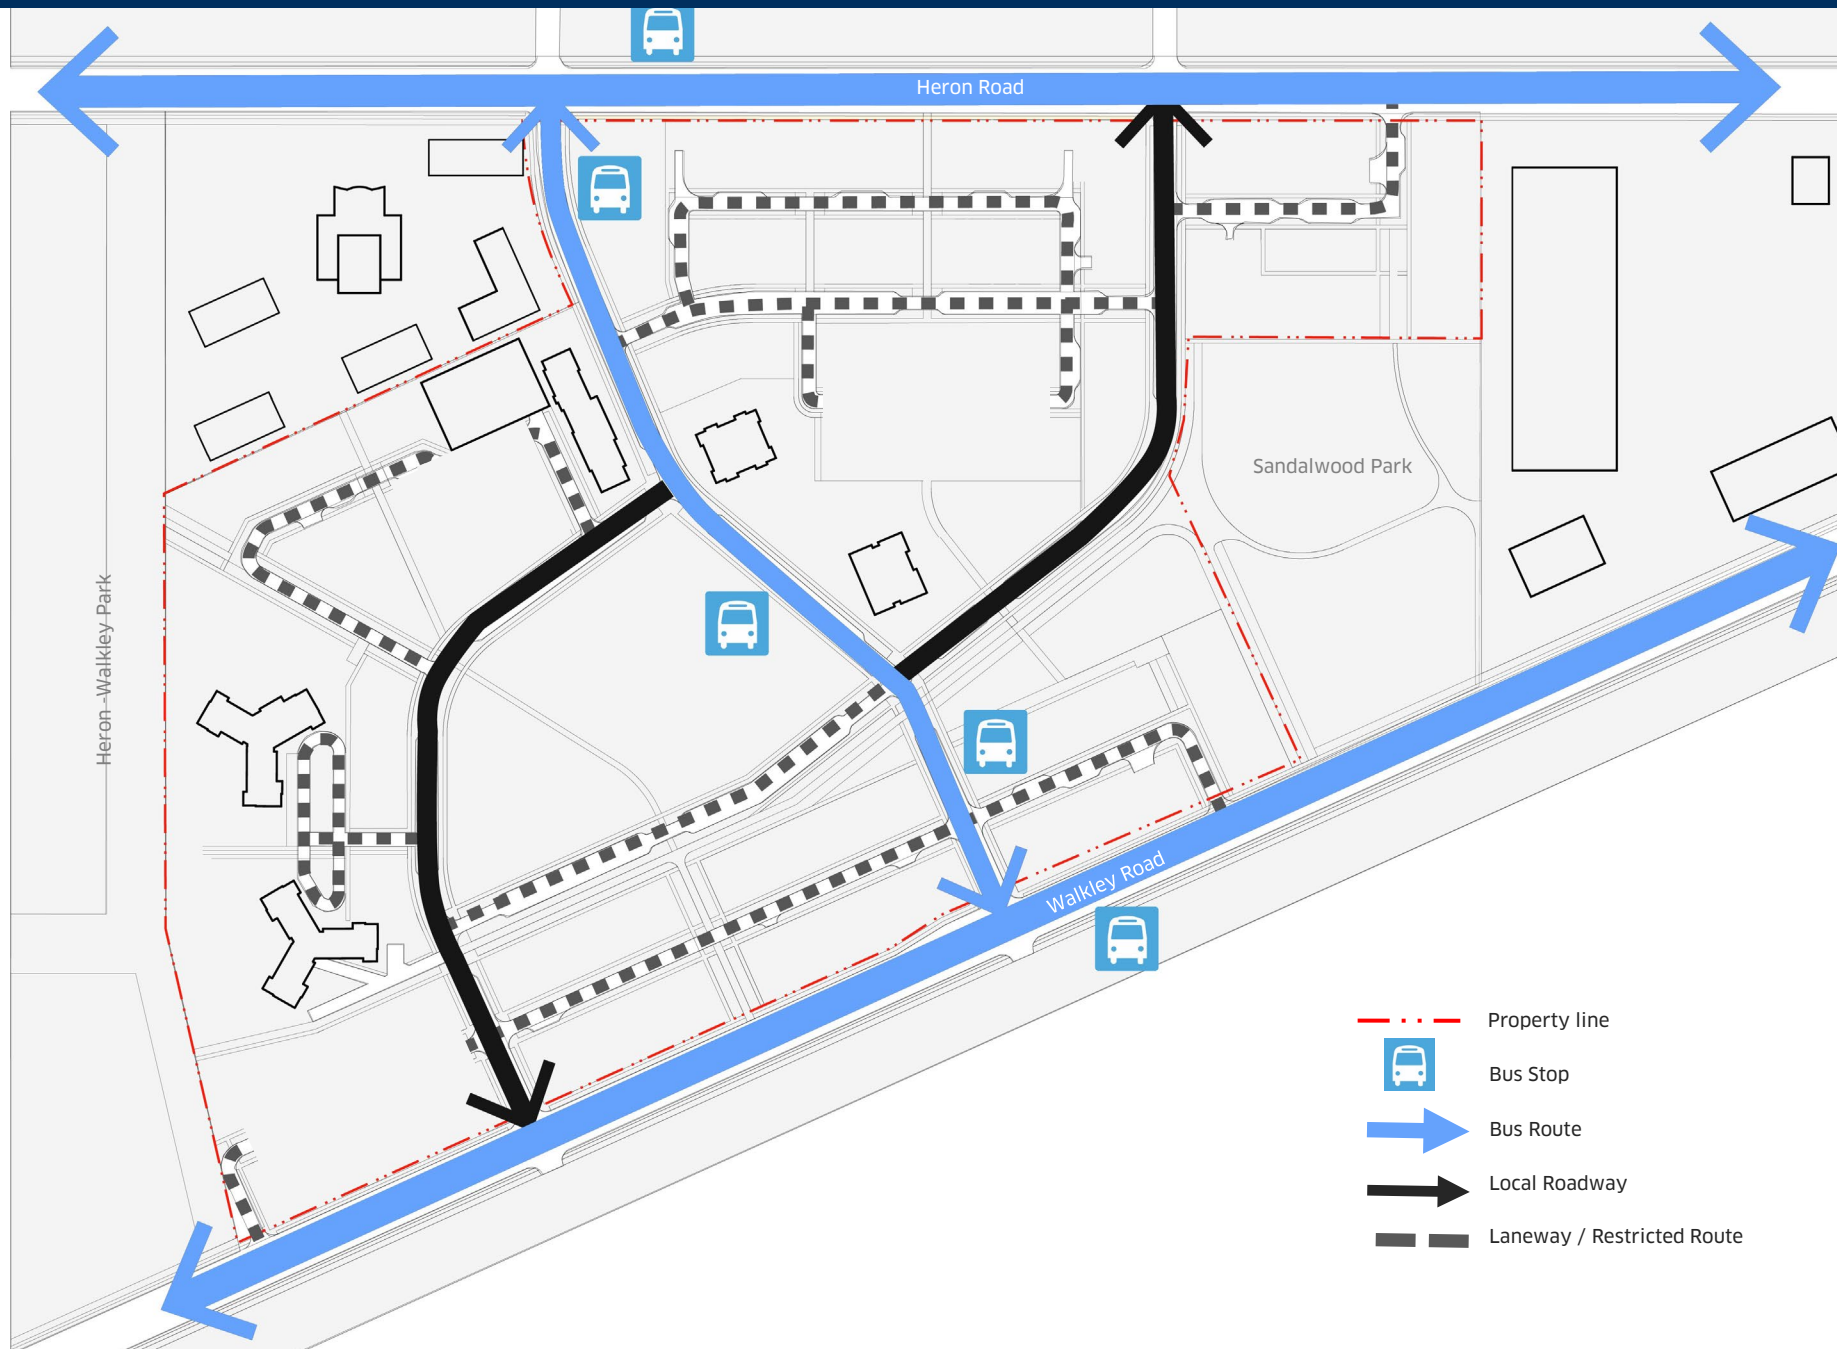 Heron Road
Sandalwood Park
Heron -Walkley Park
Walkley Road
Property line
Bus Stop
Bus Route
Local Roadway
Laneway / Restricted Route